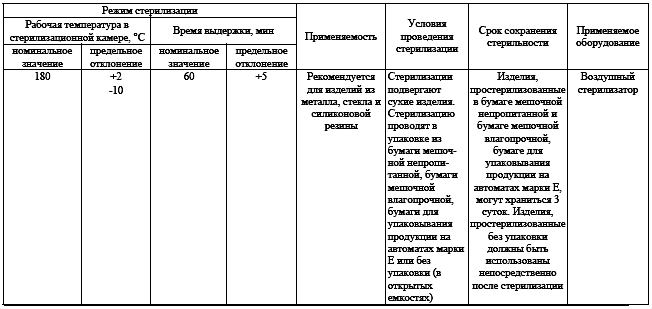 Режим стерилизации
Рабочая температура в
стерилизационной камере, °С
Время выдержки, мин
Применяемость
Условия
проведения
стерилизации
Срок сохранения
стерильности
Применяемое
оборудование
номинальное
значение
предельное
отклонение
номинальное
значение
предельное
отклонение
180
+2
-10
60
+5
Рекомендуется
для изделий из
металла, стекла и
силиконовой
резины
Стерилизации
подвергают
сухие изделия.
Стерилизацию
проводят в
упаковке из
бумаги мешоч-
ной непропи-
танной, бумаги
мешочной
влагопрочной,
бумаги для
упаковывания
продукции на
автоматах марки
Е или без
упаковки (в
открытых
емкостях)
Изделия,
простерилизованные
в бумаге мешочной
непропитанной и
бумаге мешочной
влагопрочной,
бумаге для
упаковывания
продукции на
автоматах марки Е,
могут храниться 3
суток. Изделия,
простерилизованные
без упаковки
должны быть
использованы
непосредственно
после стерилизации
Воздушный
стерилизатор